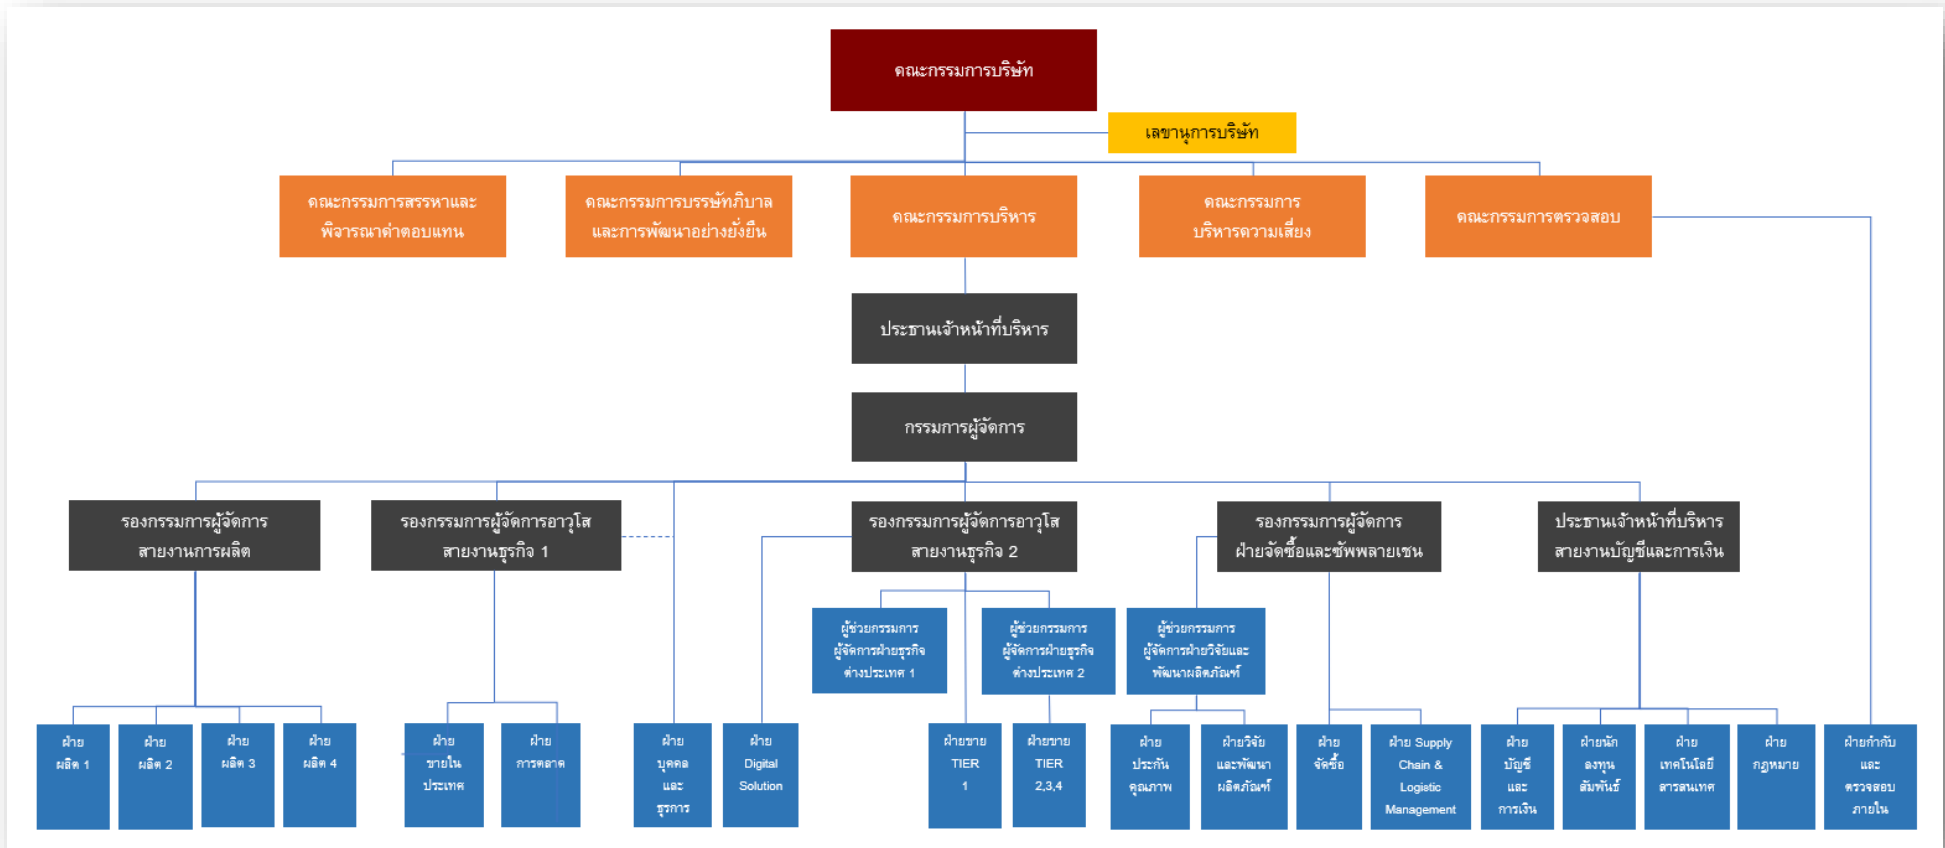 คณะกรรมการบริษัท
เลขานุการบริษัท
คณะกรรมการสรรหาและ
พิจารณาค่าตอบแทน
คณะกรรมการบรรษัทภิบาล
และการพัฒนาอย่างยั่งยืน
คณะกรรมการบริหาร
คณะกรรมการ
บริหารความเสี่ยง
คณะกรรมการตรวจสอบ
ประธานเจ้าหน้าที่บริหาร
กรรมการผู้จัดการ
รองกรรมการผู้จัดการ
สายงานการผลิต
รองกรรมการผู้จัดการอาวุโส
สายงานธุรกิจ 1
รองกรรมการผู้จัดการอาวุโส
สายงานธุรกิจ 2
รองกรรมการผู้จัดการ
ฝ่ายจัดซื้อและซัพพลายเชน
ประธานเจ้าหน้าที่บริหาร
สายงานบัญชีและการเงิน
ผู้ช่วยกรรมการ
ผู้จัดการฝ่ายธุรกิจ
ต่างประเทศ 1
ผู้ช่วยกรรมการ
ผู้จัดการฝ่ายธุรกิจ
ต่างประเทศ 2
ผู้ช่วยกรรมการ
ผู้จัดการฝ่ายวิจัยและ
พัฒนาผลิตภัณฑ์
ฝ่าย
ผลิต 1
ฝ่าย
ผลิต 2
ฝ่าย
ผลิต 3
ฝ่าย
ผลิต 4
ฝ่าย
ขายใน
ประเทศ
ฝ่าย
การตลาด
ฝ่าย
บุคคล
และ
ธุรการ
ฝ่าย
Digital
Solution
ฝ่ายขาย
TIER
1
ฝ่ายขาย
TIER
2,3,4
ฝ่าย
ประกัน
คุณภาพ
ฝ่ายวิจัย
และพัฒนา
ผลิตภัณฑ์
ฝ่าย
จัดซื้อ
ฝ่าย Supply
Chain &
Logistic
Management
ฝ่าย
บัญชี
และ
การเงิน
ฝ่ายนัก
ลงทุน
สัมพันธ์
ฝ่าย
เทคโนโลยี
สารสนเทศ
ฝ่าย
กฎหมาย
ฝ่ายกำกับ
และ
ตรวจสอบ
ภายใน